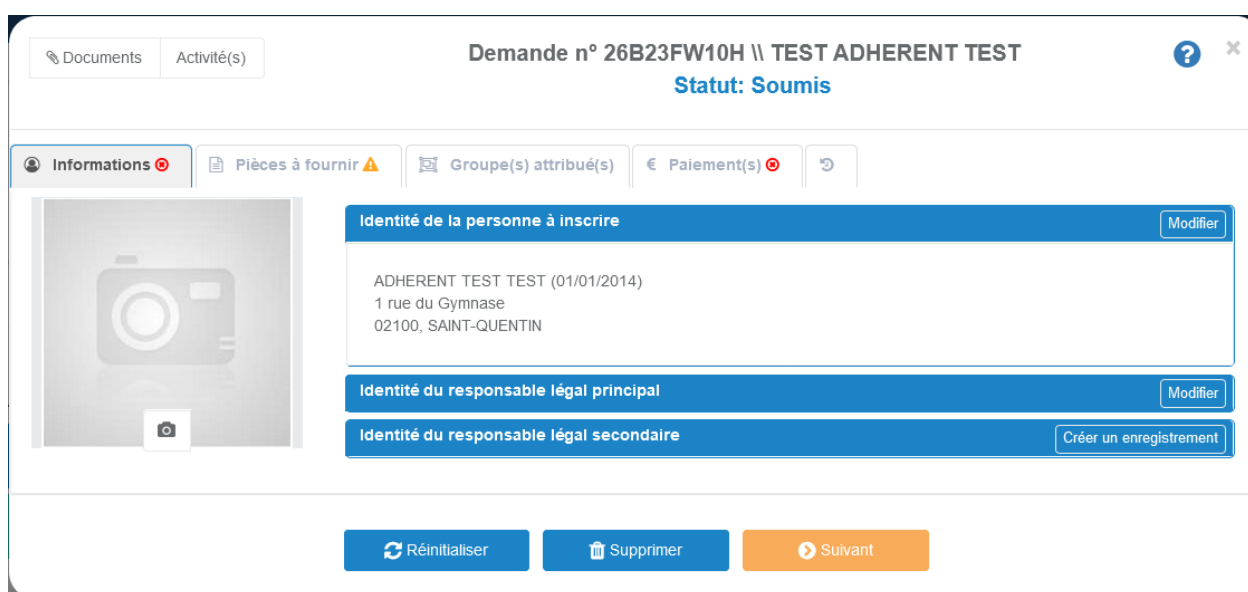 Documents
Activité(s)
Demande n° 26B23FW10H \\ TEST ADHERENT TEST
Statut: Soumis
Informations
Pièces à fournir
Groupe(s) attribué(s)
€ Paiement(s)
Identité de la personne à inscrire
Modifier
ADHERENT TEST TEST (01/01/2014)
1 rue du Gymnase
02100, SAINT-QUENTIN
Identité du responsable légal principal
Modifier
Identité du responsable légal secondaire
Créer un enregistrement
Réinitialiser
Supprimer
Suivant